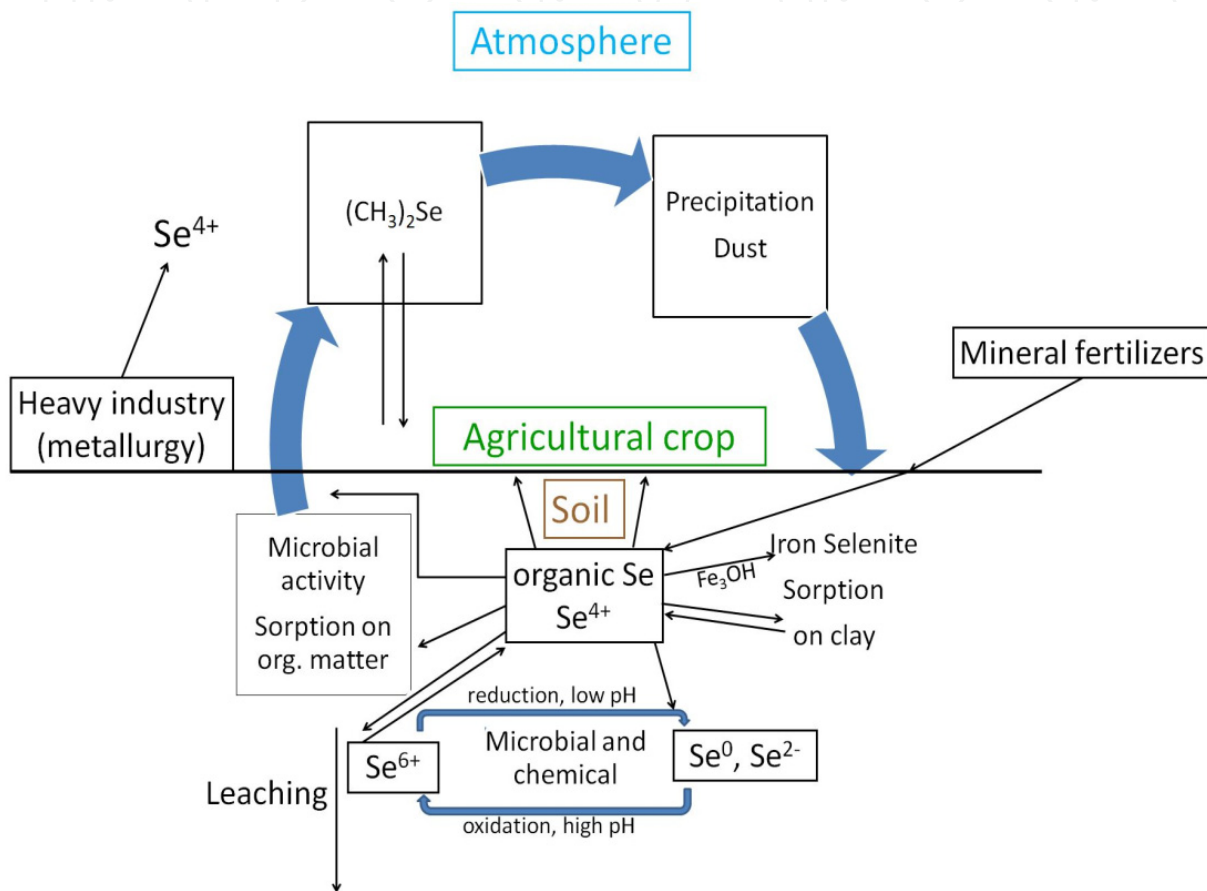 Atmosphere
(CH₃)₂Se
Precipitation
Dust
Se⁴⁺
Mineral fertilizers
Heavy industry
(metallurgy)
Agricultural crop
Soil
Microbial
activity
Sorption on
org. matter
organic Se
Se⁴⁺
Fe₃OH
Iron Selenite
Sorption
on clay
reduction, low pH
Se⁶⁺
Microbial and
chemical
Se⁰, Se²⁻
Leaching
oxidation, high pH